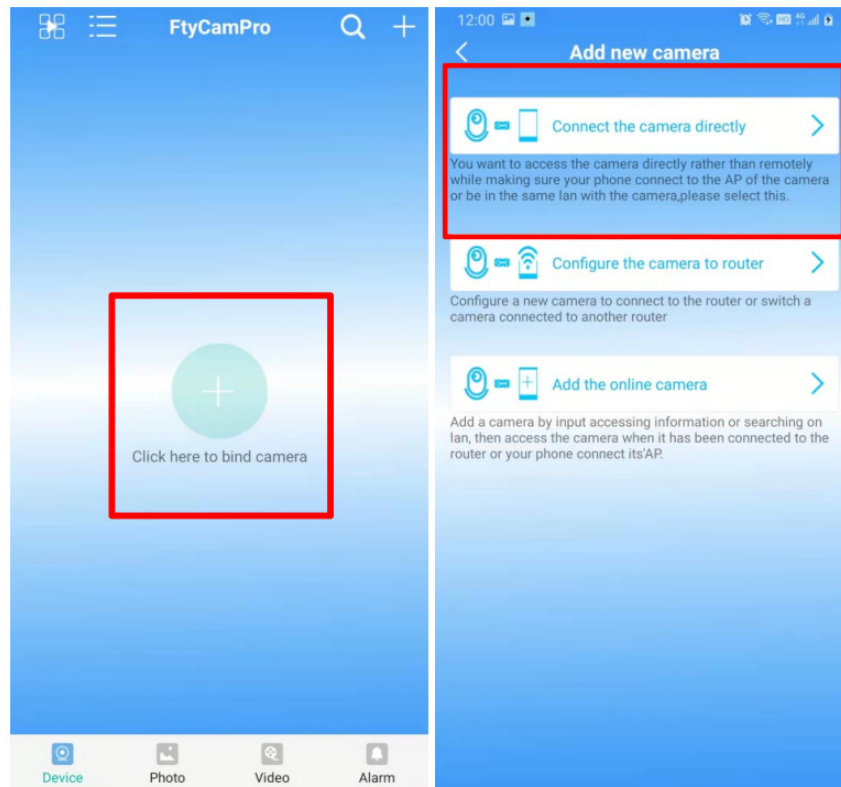 FtyCamPro
Click here to bind camera
Device
Photo
Video
Alarm
12:00
HD
4G
Add new camera
Connect the camera directly
You want to access the camera directly rather than remotely
while making sure your phone connect to the AP of the camera
or be in the same lan with the camera,please select this.
Configure the camera to router
Configure a new camera to connect to the router or switch a
camera connected to another router
Add the online camera
Add a camera by input accessing information or searching on
lan, then access the camera when it has been connected to the
router or your phone connect its'AP.